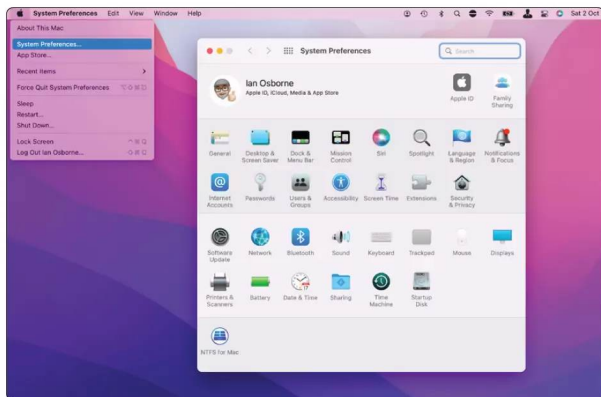 System Preferences Edit View Window Help
Sat 2 Oct
About This Mac
System Preferences...
App Store...
Recent Items
Force Quit System Preferences
Sleep
Restart...
Shut Down...
Lock Screen
Log Out Ian Osborne...
System Preferences
Search
Ian Osborne
Apple ID, iCloud, Media & App Store
Apple ID
Family Sharing
General
Desktop & Screen Saver
Dock & Menu Bar
Mission Control
Siri
Spotlight
Language & Region
Notifications & Focus
Internet Accounts
Passwords
Users & Groups
Accessibility
Screen Time
Extensions
Security & Privacy
Software Update
Network
Bluetooth
Sound
Keyboard
Trackpad
Mouse
Displays
Printers & Scanners
Battery
Date & Time
Sharing
Time Machine
Startup Disk
NTFS for Mac